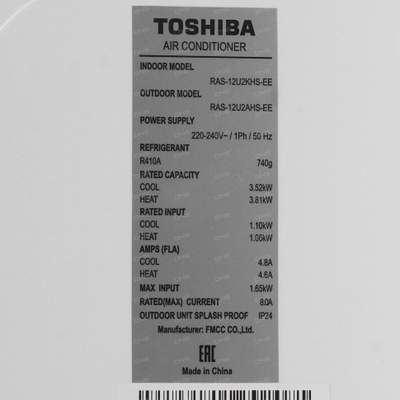 TOSHIBA
AIR CONDITIONER
INDOOR MODEL
RAS-12U2KHS-EE
OUTDOOR MODEL
RAS-12U2AHS-EE
POWER SUPPLY
220-240V~ / 1Ph / 50 Hz
REFRIGERANT
R410A 740g
RATED CAPACITY
COOL 3.52kW
HEAT 3.81kW
RATED INPUT
COOL 1.10kW
HEAT 1.06kW
AMPS (FLA)
COOL 4.8A
HEAT 4.6A
MAX INPUT 1.65kW
RATED(MAX) CURRENT 8.0A
OUTDOOR UNIT SPLASH PROOF IP24
Manufacturer: FMCC CO.,Ltd.
EAC
Made in China